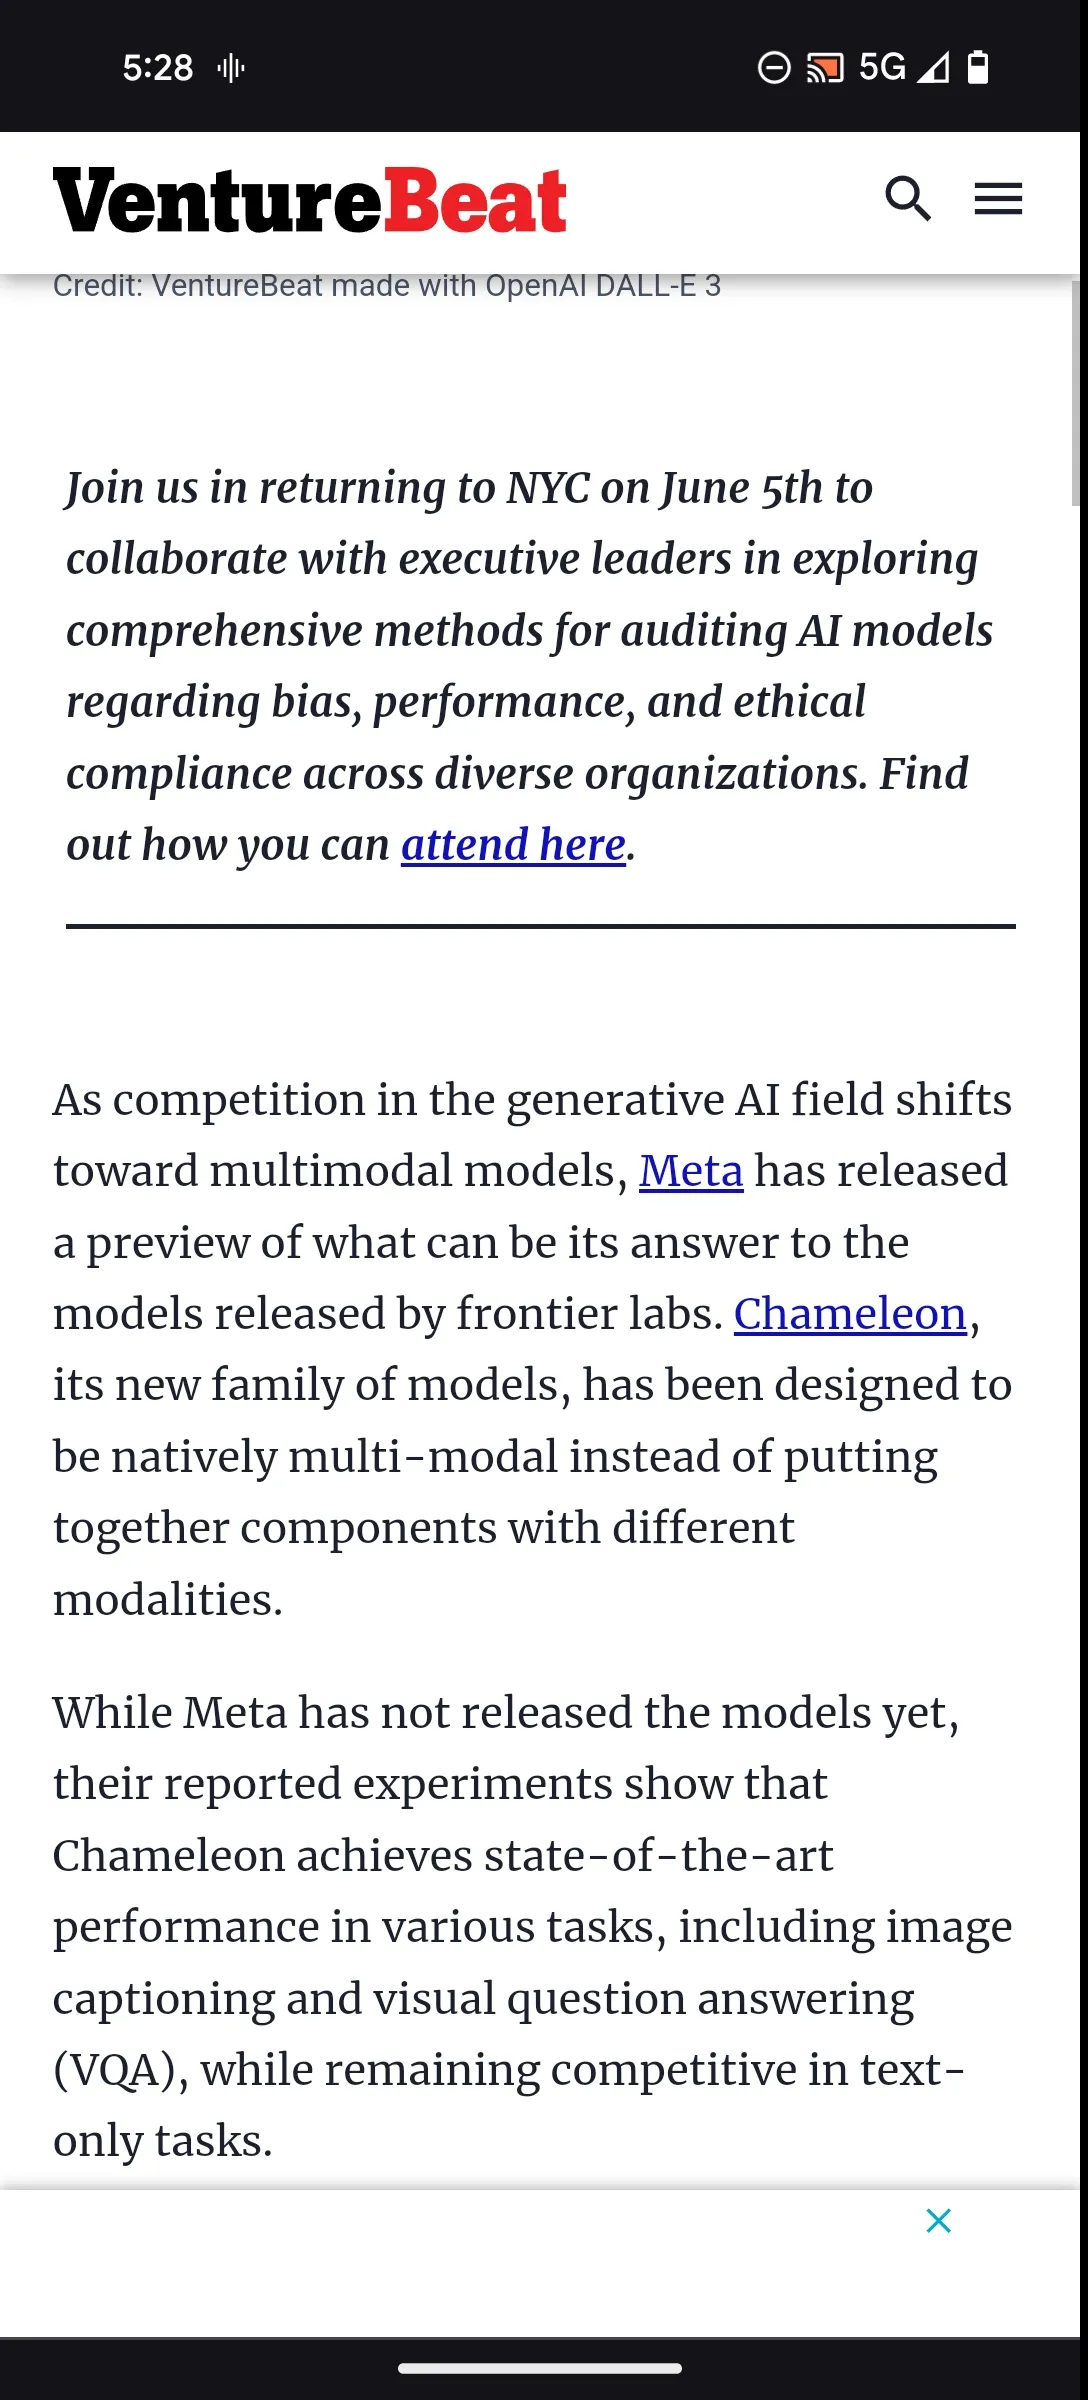 5:28
5G
VentureBeat
Credit: VentureBeat made with OpenAI DALL-E 3
Join us in returning to NYC on June 5th to
collaborate with executive leaders in exploring
comprehensive methods for auditing AI models
regarding bias, performance, and ethical
compliance across diverse organizations. Find
out how you can attend here.
As competition in the generative AI field shifts
toward multimodal models, Meta has released
a preview of what can be its answer to the
models released by frontier labs. Chameleon,
its new family of models, has been designed to
be natively multi-modal instead of putting
together components with different
modalities.
While Meta has not released the models yet,
their reported experiments show that
Chameleon achieves state-of-the-art
performance in various tasks, including image
captioning and visual question answering
(VQA), while remaining competitive in text-
only tasks.